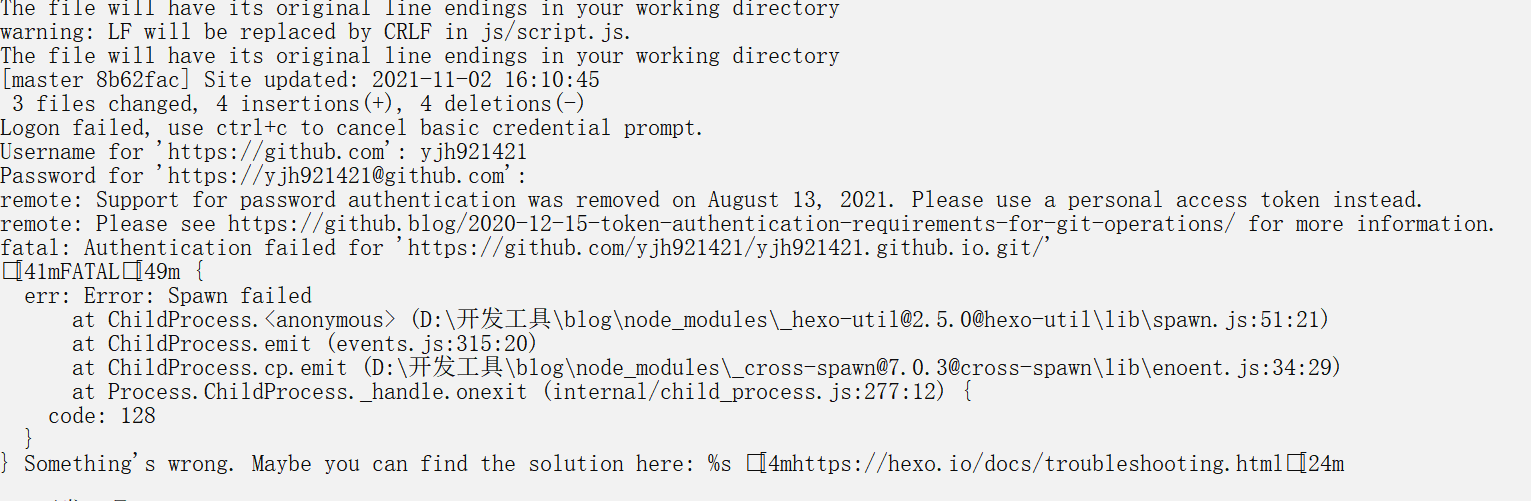 The file will have its original line endings in your working directory
warning: LF will be replaced by CRLF in js/script.js.
The file will have its original line endings in your working directory
[master 8b62fac] Site updated: 2021-11-02 16:10:45
 3 files changed, 4 insertions(+), 4 deletions(-)
Logon failed, use ctrl+c to cancel basic credential prompt.
Username for 'https://github.com': yjh921421
Password for 'https://yjh921421@github.com':
remote: Support for password authentication was removed on August 13, 2021. Please use a personal access token instead.
remote: Please see https://github.blog/2020-12-15-token-authentication-requirements-for-git-operations/ for more information.
fatal: Authentication failed for 'https://github.com/yjh921421/yjh921421.github.io.git/'
□[41mFATAL□[49m {
  err: Error: Spawn failed
      at ChildProcess.<anonymous> (D:\开发工具\blog\node_modules\_hexo-util@2.5.0@hexo-util\lib\spawn.js:51:21)
      at ChildProcess.emit (events.js:315:20)
      at ChildProcess.cp.emit (D:\开发工具\blog\node_modules\_cross-spawn@7.0.3@cross-spawn\lib\enoent.js:34:29)
      at Process.ChildProcess._handle.onexit (internal/child_process.js:277:12) {
    code: 128
  }
} Something's wrong. Maybe you can find the solution here: %s □[4mhttps://hexo.io/docs/troubleshooting.html□[24m